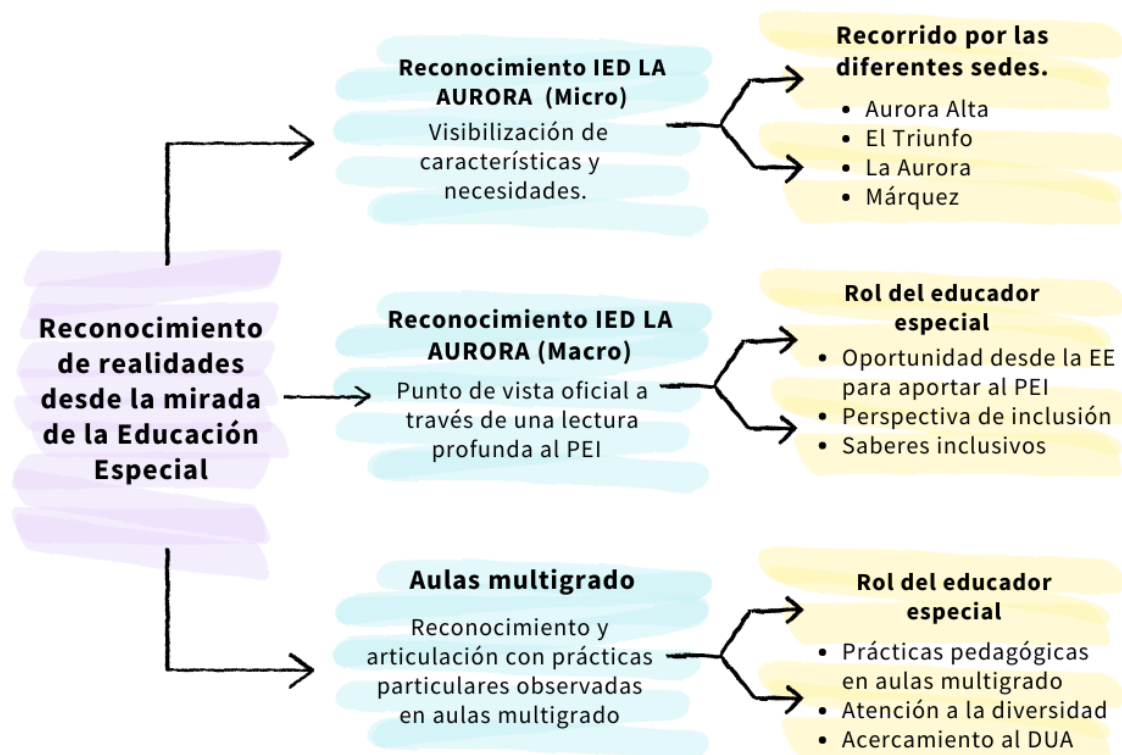 Reconocimiento
de realidades
desde la mirada
de la Educación
Especial
Reconocimiento IED LA
AURORA (Micro)
Visibilización de
características y
necesidades.
Recorrido por las
diferentes sedes.
• Aurora Alta
• El Triunfo
• La Aurora
• Márquez
Reconocimiento IED LA
AURORA (Macro)
Punto de vista oficial a
través de una lectura
profunda al PEI
Rol del educador
especial
• Oportunidad desde la EE
para aportar al PEI
• Perspectiva de inclusión
• Saberes inclusivos
Aulas multigrado
Reconocimiento y
articulación con prácticas
particulares observadas
en aulas multigrado
Rol del educador
especial
• Prácticas pedagógicas
en aulas multigrado
• Atención a la diversidad
• Acercamiento al DUA